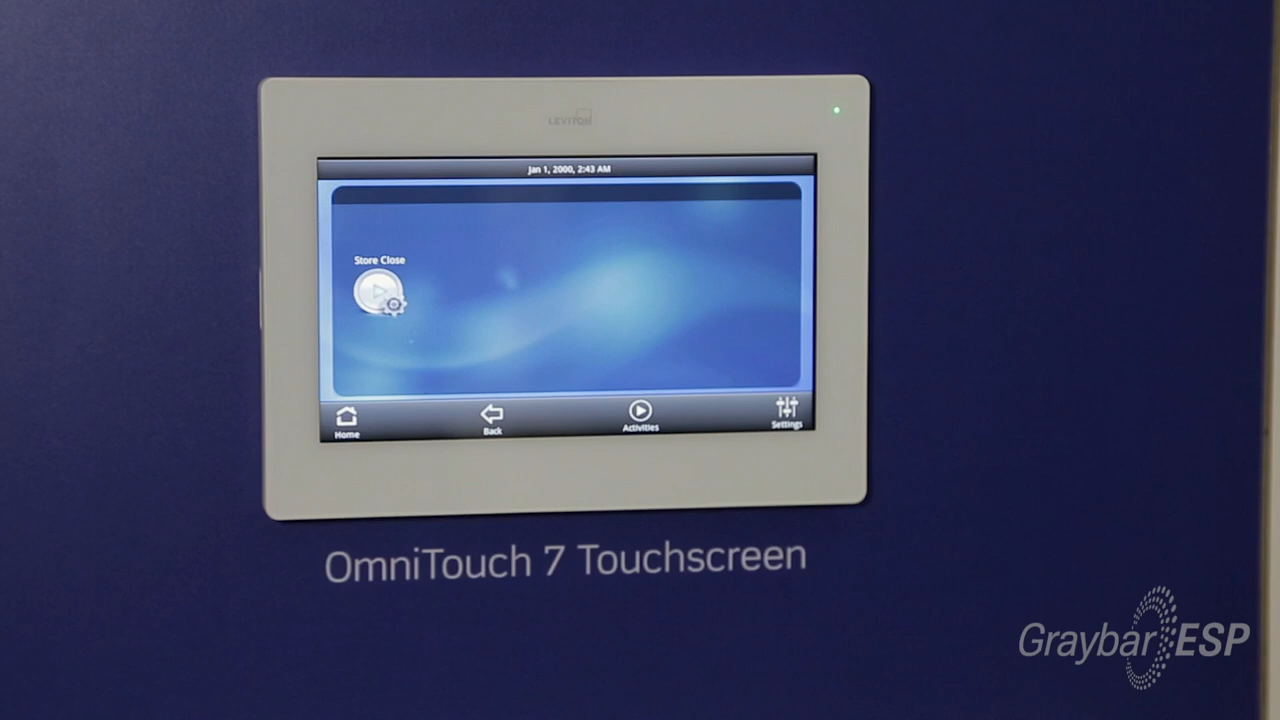 LEVITON
Jan 1, 2000, 2:43 AM
Store Close
Home
Back
Activities
Settings
OmniTouch 7 Touchscreen
Graybar ESP